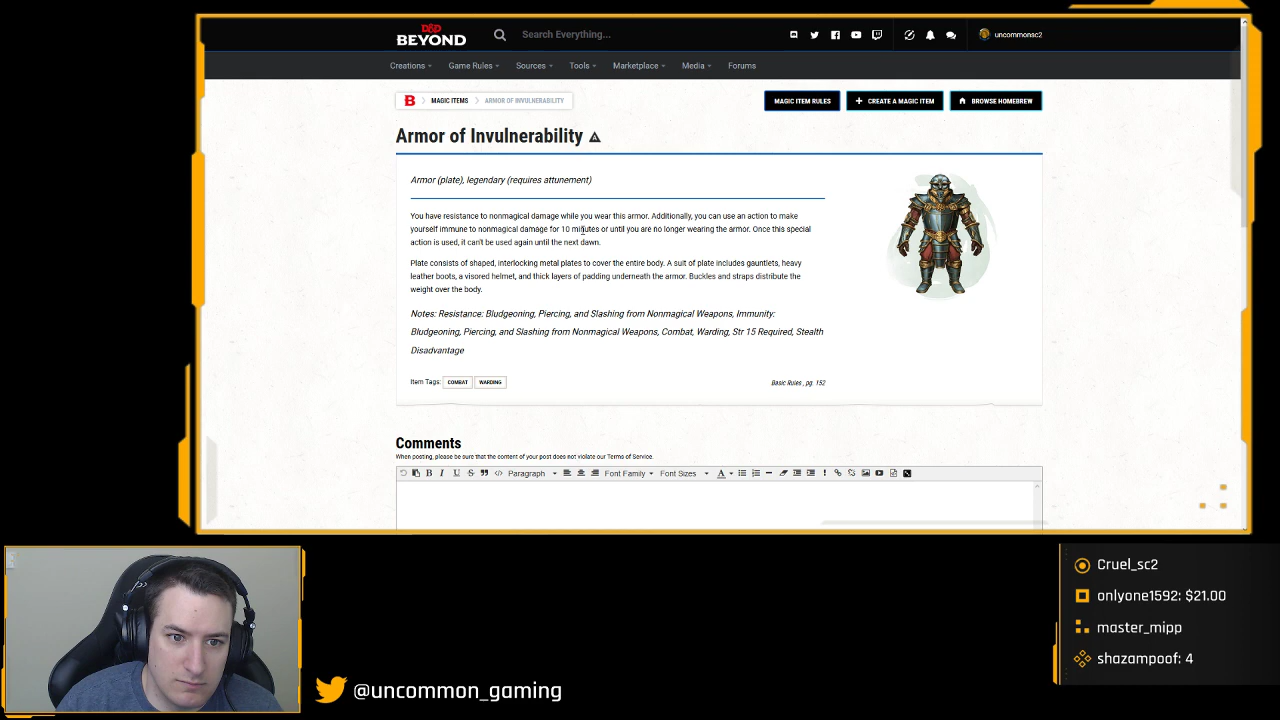 D&D
BEYOND
Search Everything...
uncommonsc2
Creations
Game Rules
Sources
Tools
Marketplace
Media
Forums
B
MAGIC ITEMS
ARMOR OF INVULNERABILITY
MAGIC ITEM RULES
+ CREATE A MAGIC ITEM
BROWSE HOMEBREW
Armor of Invulnerability
Armor (plate), legendary (requires attunement)
You have resistance to nonmagical damage while you wear this armor. Additionally, you can use an action to make
yourself immune to nonmagical damage for 10 minutes or until you are no longer wearing the armor. Once this special
action is used, it can't be used again until the next dawn.
Plate consists of shaped, interlocking metal plates to cover the entire body. A suit of plate includes gauntlets, heavy
leather boots, a visored helmet, and thick layers of padding underneath the armor. Buckles and straps distribute the
weight over the body.
Notes: Resistance: Bludgeoning, Piercing, and Slashing from Nonmagical Weapons, Immunity:
Bludgeoning, Piercing, and Slashing from Nonmagical Weapons, Combat, Warding, Str 15 Required, Stealth
Disadvantage
Item Tags: COMBAT WARDING
Basic Rules , pg. 152
Comments
When posting, please be sure that the content of your post does not violate our Terms of Service.
B I U S Paragraph Font Family Font Sizes A
Cruel_sc2
onlyone1592: $21.00
master_mipp
shazampoof: 4
@uncommon_gaming